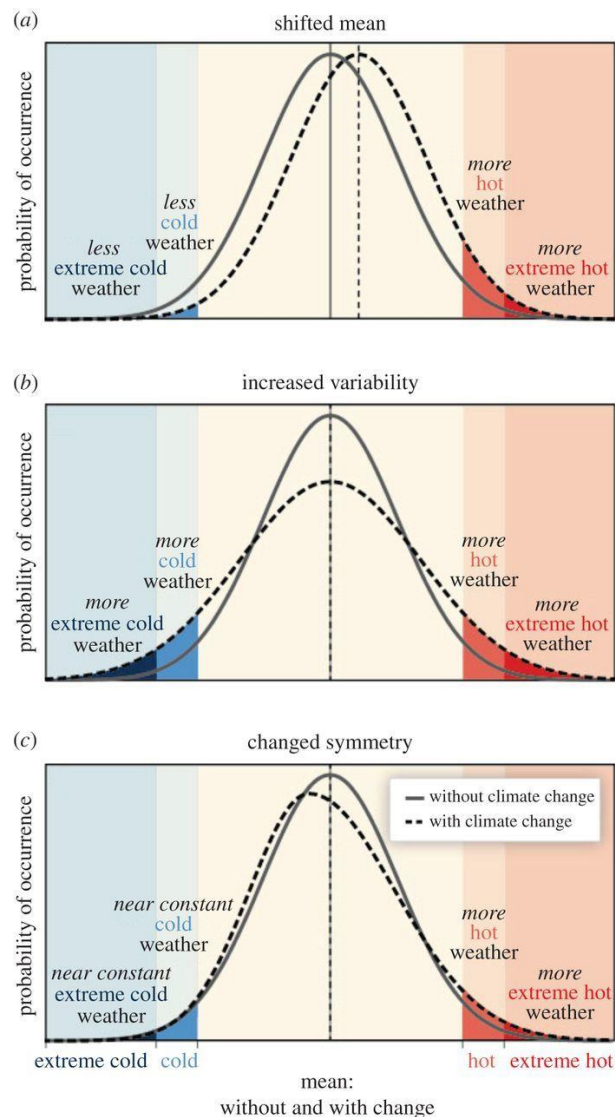 (a)
shifted mean
probability of occurrence
less
extreme cold
weather
less
cold
weather
more
hot
weather
more
extreme hot
weather
(b)
increased variability
probability of occurrence
more
extreme cold
weather
more
cold
weather
more
hot
weather
more
extreme hot
weather
(c)
changed symmetry
probability of occurrence
without climate change
with climate change
near constant
extreme cold
weather
near constant
cold
weather
more
hot
weather
more
extreme hot
weather
extreme cold
cold
hot
extreme hot
mean:
without and with change